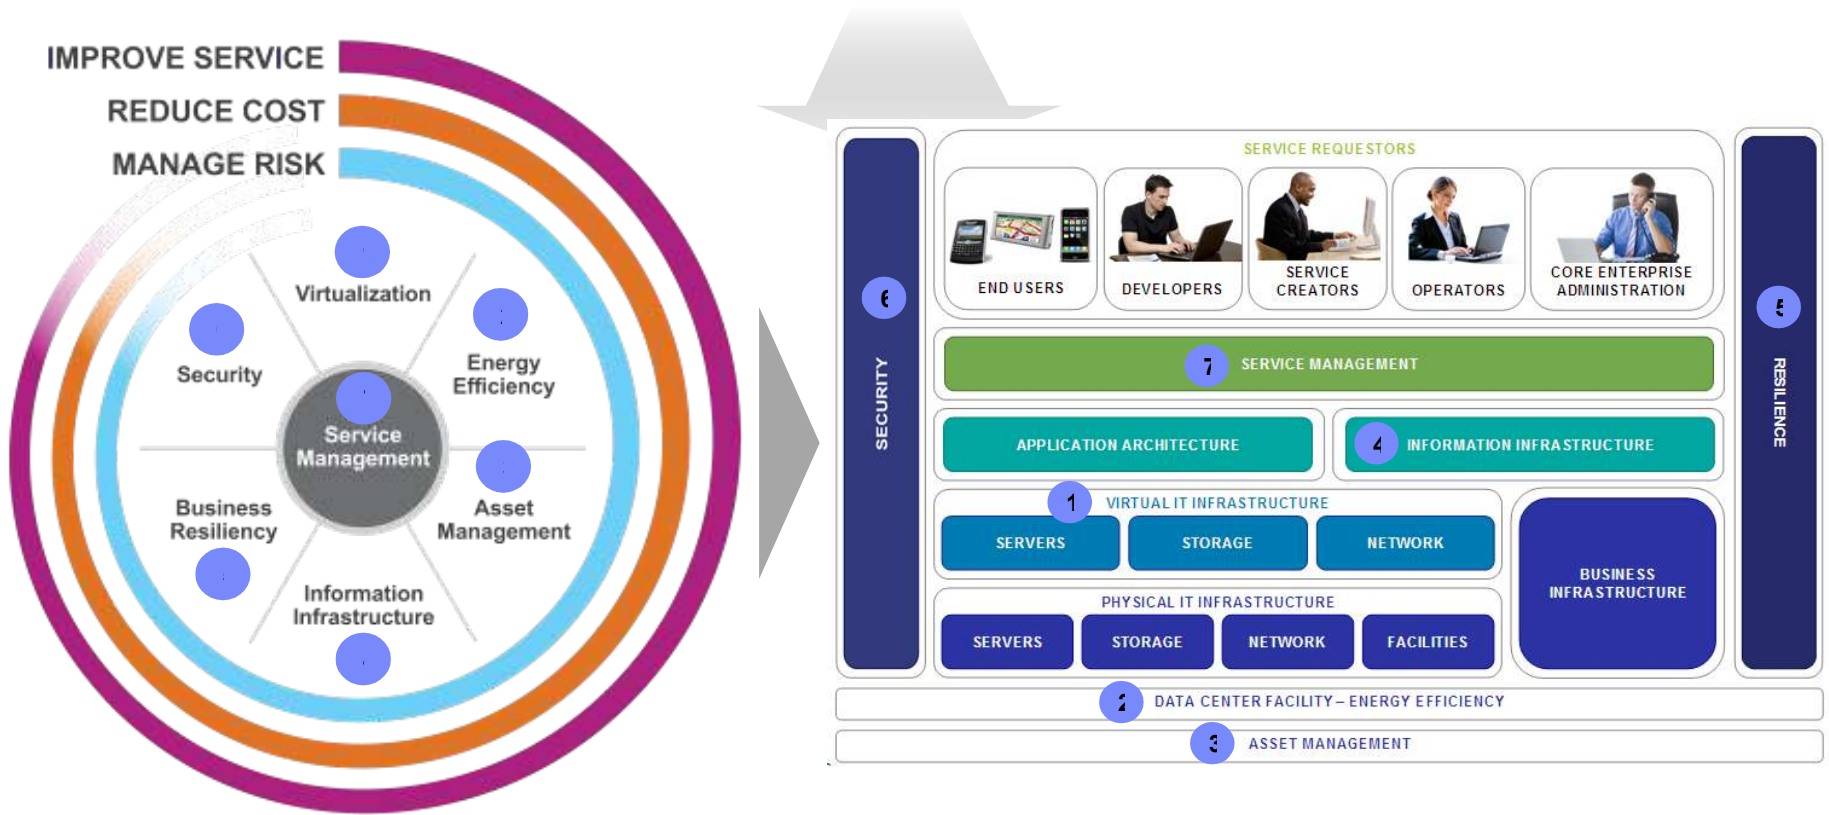 IMPROVE SERVICE
REDUCE COST
MANAGE RISK
Virtualization
Security
Energy
Efficiency
Service
Management
Business
Resiliency
Asset
Management
Information
Infrastructure
SERVICE REQUESTORS
END USERS
DEVELOPERS
SERVICE
CREATORS
OPERATORS
CORE ENTERPRISE
ADMINISTRATION
6
SECURITY
5
RESILIENCE
7 SERVICE MANAGEMENT
APPLICATION ARCHITECTURE
4 INFORMATION INFRASTRUCTURE
1 VIRTUAL IT INFRASTRUCTURE
SERVERS
STORAGE
NETWORK
BUSINESS
INFRASTRUCTURE
PHYSICAL IT INFRASTRUCTURE
SERVERS
STORAGE
NETWORK
FACILITIES
2 DATA CENTER FACILITY – ENERGY EFFICIENCY
3 ASSET MANAGEMENT